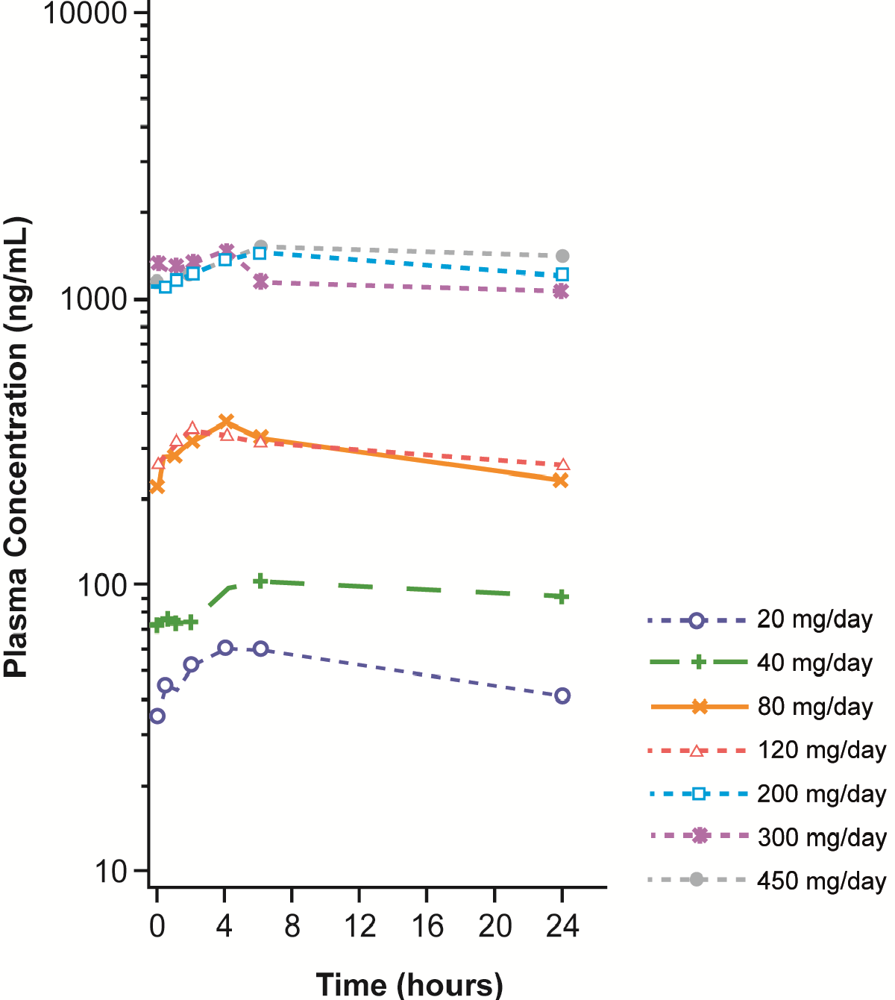 10000
1000
100
10
Plasma Concentration (ng/mL)
0 4 8 12 16 20 24
Time (hours)
20 mg/day
40 mg/day
80 mg/day
120 mg/day
200 mg/day
300 mg/day
450 mg/day